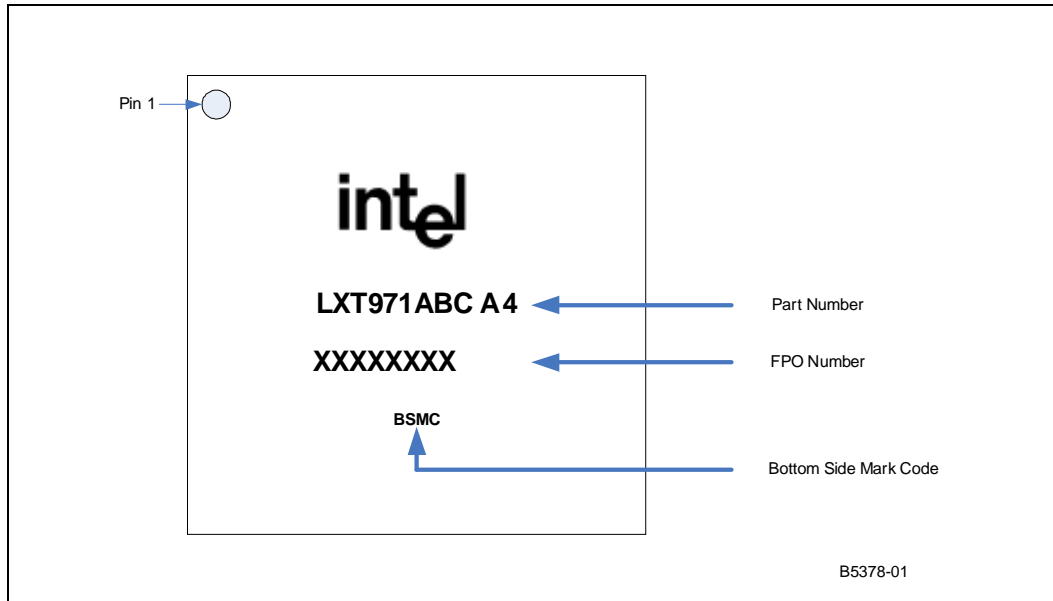 Pin 1
intel
LXT971ABC A4 Part Number
XXXXXXXX FPO Number
BSMC
Bottom Side Mark Code
B5378-01